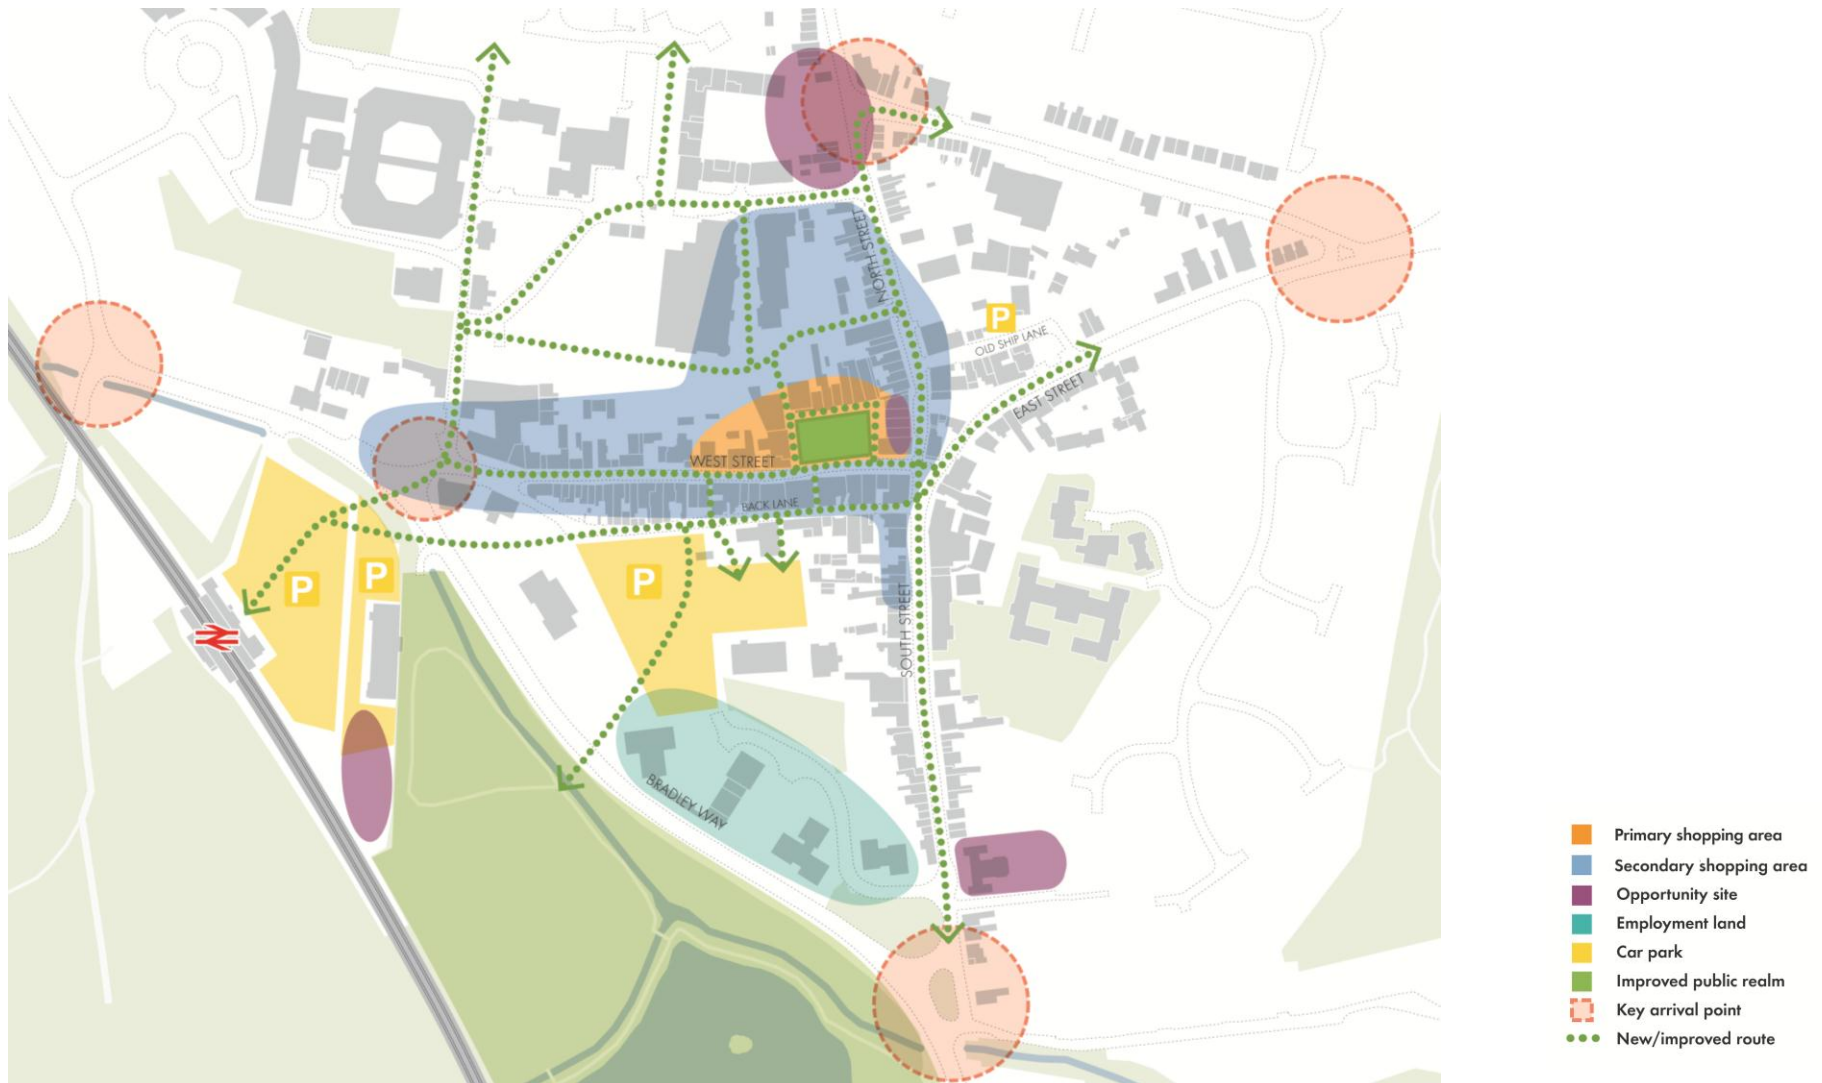 NORTH STREET
P
OLD SHIP LANE
EAST STREET
WEST STREET
BACK LANE
P
P
P
SOUTH STREET
BRADLEY WAY
Primary shopping area
Secondary shopping area
Opportunity site
Employment land
Car park
Improved public realm
Key arrival point
New/improved route